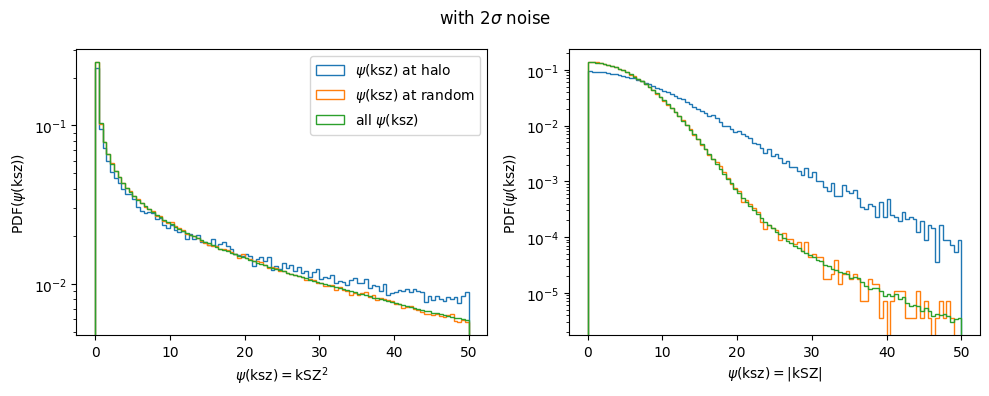 with 2σ noise
PDF(ψ(ksz))
10⁻¹
10⁻²
ψ(ksz) at halo
ψ(ksz) at random
all ψ(ksz)
0 10 20 30 40 50
ψ(ksz) = kSZ²
PDF(ψ(ksz))
10⁻¹
10⁻²
10⁻³
10⁻⁴
10⁻⁵
0 10 20 30 40 50
ψ(ksz) = |kSZ|